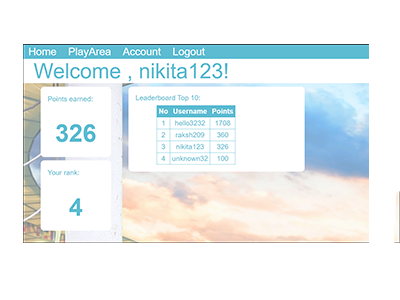 Home PlayArea Account Logout
Welcome , nikita123!
Points earned:
326
Your rank:
4
Leaderboard Top 10:
No Username Points
1 hello3232 1708
2 raksh209 360
3 nikita123 326
4 unknown32 100